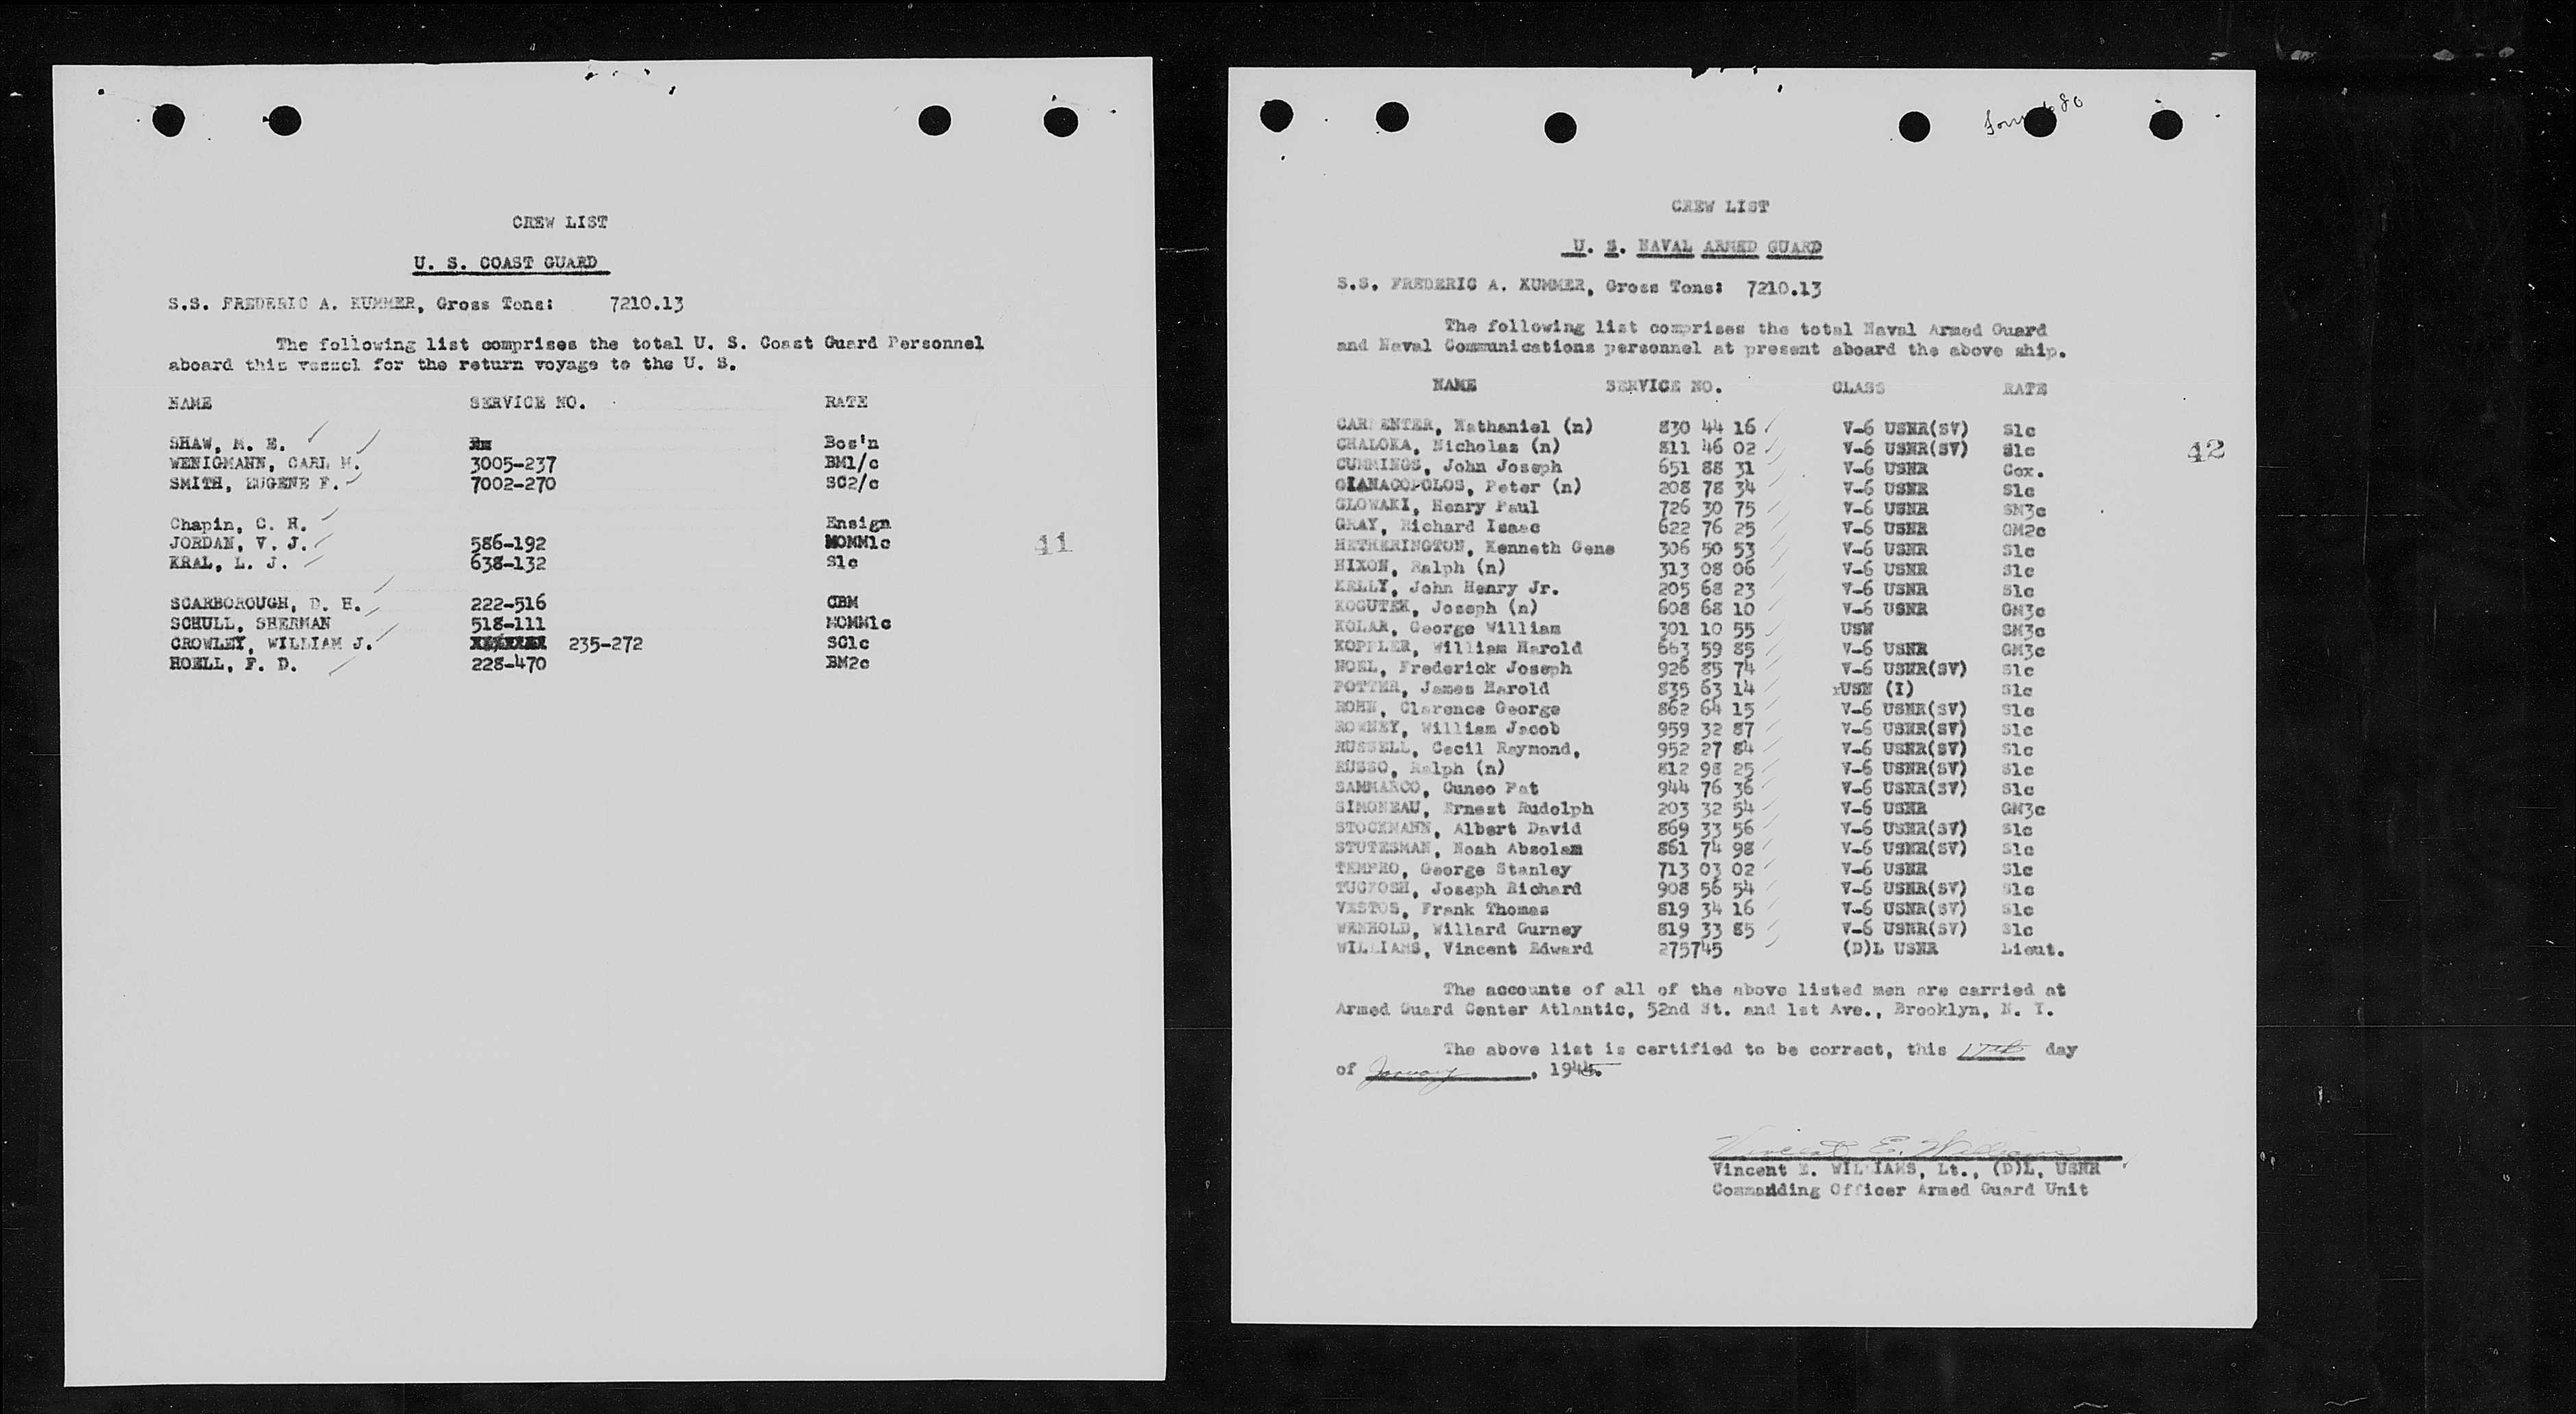 CREW LIST
U. S. COAST GUARD
S.S. FREDERIC A. KUMMER, Gross Tons: 7210.13
The following list comprises the total U. S. Coast Guard Personnel
aboard this vessel for the return voyage to the U. S.
NAME SERVICE NO. RATE
SHAW, M. E. Bos'n
WENIGMANN, CARL H. 3005-237 BM1/c
SMITH, EUGENE F. 7002-270 SC2/c
Chapin, C. R. Ensign
JORDAN, V. J. 586-192 MOMM1c
KRAL, L. J. 638-132 S1c
41
SCARBOROUGH, D. H. 222-516 CBM
SCHULL, SHERMAN 518-111 MOMM1c
CROWLEY, WILLIAM J. 235-272 SC1c
HOELL, F. D. 228-470 BM2c
CREW LIST
U. S. NAVAL ARMED GUARD
S.S. FREDERIC A. KUMMER, Gross Tons: 7210.13
The following list comprises the total Naval Armed Guard
and Naval Communications personnel at present aboard the above ship.
NAME SERVICE NO. CLASS RATE
CARPENTER, Nathaniel (n) 830 44 16 V-6 USNR(SV) S1c
CHALOKA, Nicholas (n) 811 46 02 V-6 USNR(SV) S1c
42
CUMMINGS, John Joseph 651 88 31 V-6 USNR Cox.
GIANACOPOLOS, Peter (n) 208 78 34 V-6 USNR S1c
GLOWAKI, Henry Paul 726 30 75 V-6 USNR SM3c
GRAY, Richard Isaac 622 76 25 V-6 USNR GM2c
HETHERINGTON, Kenneth Gene 306 50 53 V-6 USNR S1c
HIXON, Ralph (n) 313 08 06 V-6 USNR S1c
KELLY, John Henry Jr. 205 68 23 V-6 USNR S1c
KOGUTEK, Joseph (n) 608 68 10 V-6 USNR GM3c
KOLAR, George William 301 10 55 USN SM3c
KOPPLER, William Harold 663 59 85 V-6 USNR GM3c
NOEL, Frederick Joseph 926 85 74 V-6 USNR(SV) S1c
POTTER, James Harold 835 63 14 xUSN (I) S1c
ROHN, Clarence George 862 64 15 V-6 USNR(SV) S1c
ROWNEY, William Jacob 959 32 87 V-6 USNR(SV) S1c
RUSSELL, Cecil Raymond, 952 27 84 V-6 USNR(SV) S1c
RUSSO, Ralph (n) 812 98 25 V-6 USNR(SV) S1c
SAMMARCO, Cuneo Pat 944 76 36 V-6 USNR(SV) S1c
SIMONEAU, Ernest Rudolph 203 32 54 V-6 USNR GM3c
STOCKMANN, Albert David 869 33 56 V-6 USNR(SV) S1c
STUTESMAN, Noah Absolam 861 74 98 V-6 USNR(SV) S1c
TEMPRO, George Stanley 713 03 02 V-6 USNR S1c
TUCFOSH, Joseph Richard 908 56 54 V-6 USNR(SV) S1c
VESTOS, Frank Thomas 819 34 16 V-6 USNR(SV) S1c
WENHOLD, Willard Gurney 819 33 85 V-6 USNR(SV) S1c
WILLIAMS, Vincent Edward 275745 (D)L USNR Lieut.
The accounts of all of the above listed men are carried at
Armed Guard Center Atlantic, 52nd St. and 1st Ave., Brooklyn, N. Y.
The above list is certified to be correct, this 17th day
of January, 1945.
Vincent E. Williams
Vincent E. WILLIAMS, Lt., (D)L, USNR
Commanding Officer Armed Guard Unit